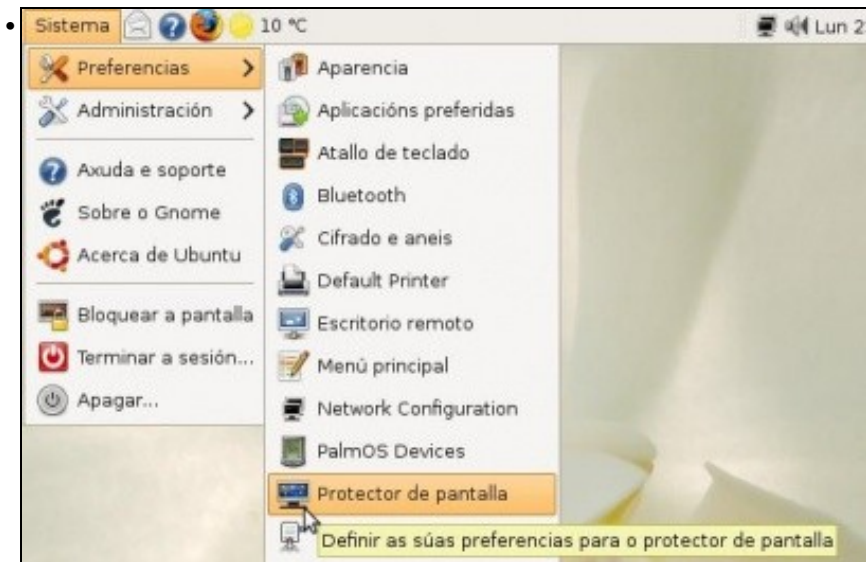 Sistema 10 ºC Lun 2
Preferencias
Administración
Axuda e soporte
Sobre o Gnome
Acerca de Ubuntu
Bloquear a pantalla
Terminar a sesión...
Apagar...
Aparencia
Aplicacións preferidas
Atallo de teclado
Bluetooth
Cifrado e aneis
Default Printer
Escritorio remoto
Menú principal
Network Configuration
PalmOS Devices
Protector de pantalla
Definir as súas preferencias para o protector de pantalla